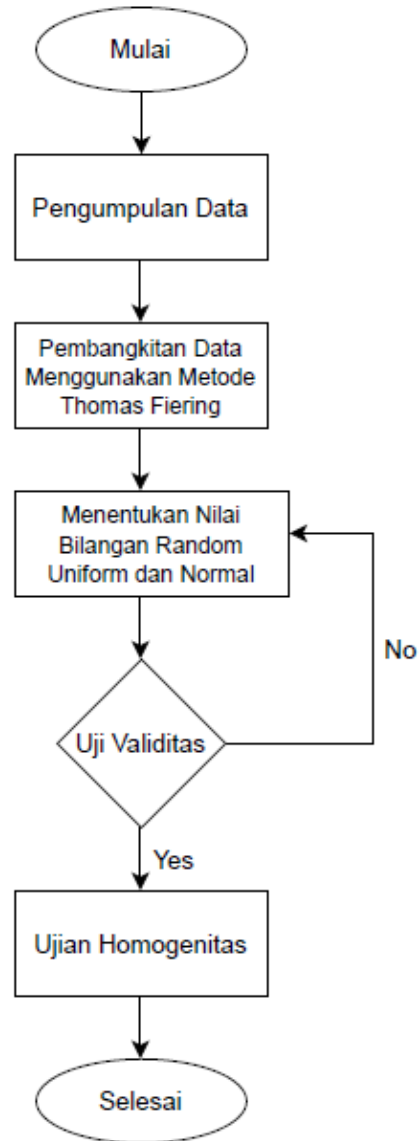 Mulai
Pengumpulan Data
Pembangkitan Data
Menggunakan Metode
Thomas Fiering
Menentukan Nilai
Bilangan Random
Uniform dan Normal
No
Uji Validitas
Yes
Ujian Homogenitas
Selesai